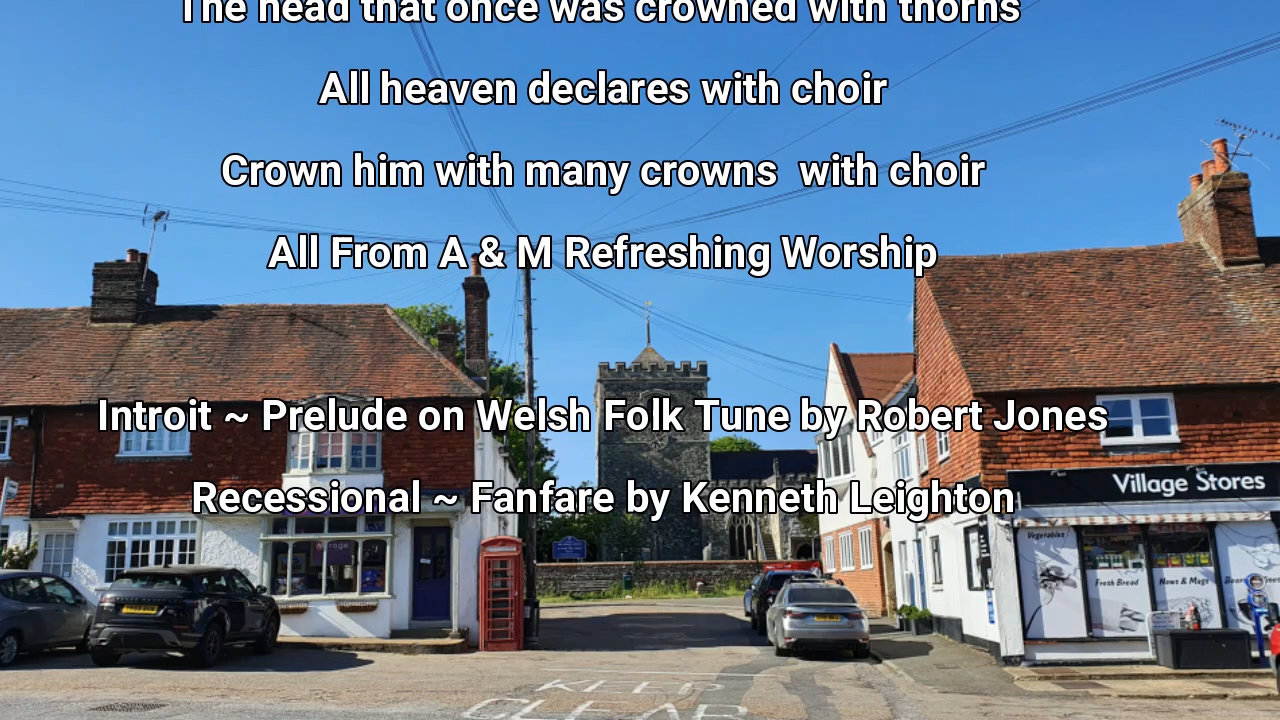 The head that once was crowned with thorns
All heaven declares with choir
Crown him with many crowns  with choir
All From A & M Refreshing Worship
Introit ~ Prelude on Welsh Folk Tune by Robert Jones
Recessional ~ Fanfare by Kenneth Leighton
Village Stores
Vegetables
Fresh Bread
News & Mags
KEEP
CLEAR